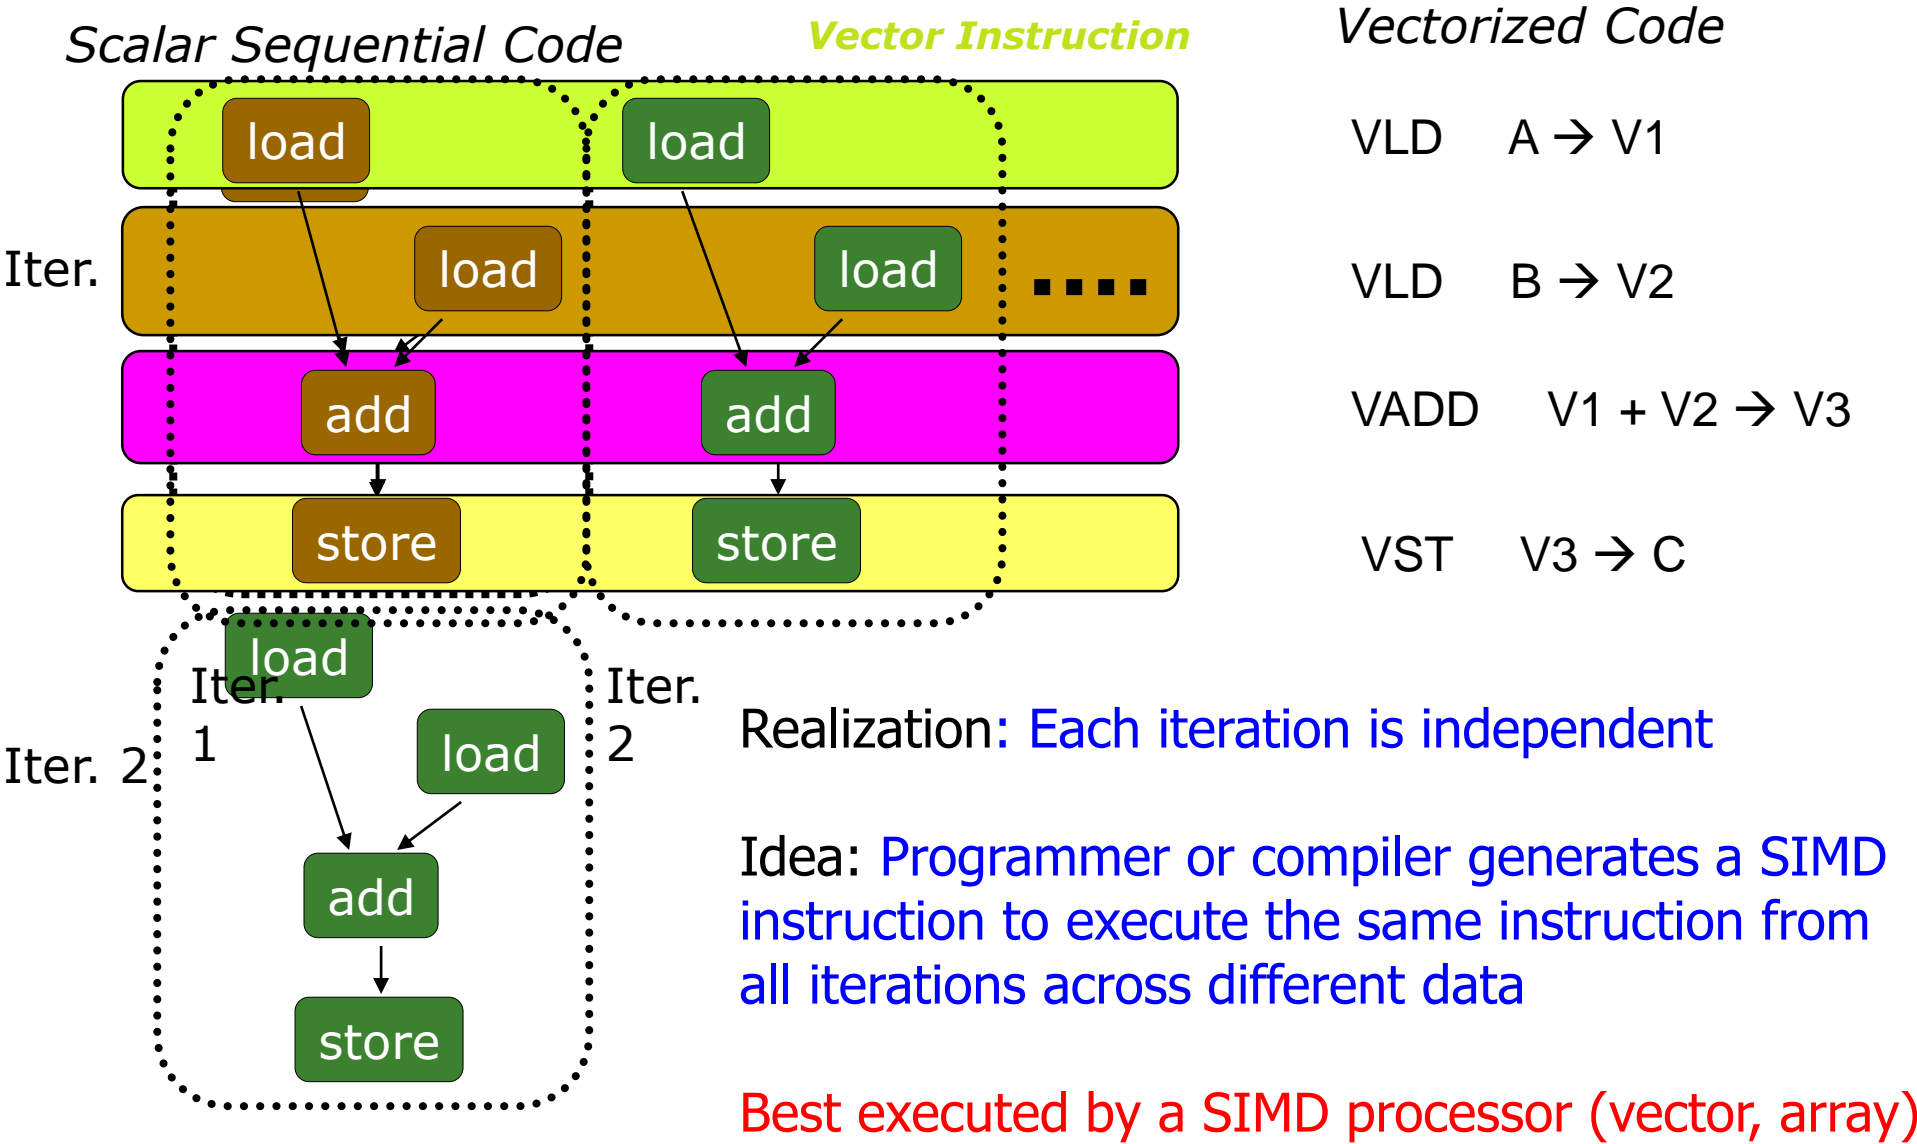 Scalar Sequential Code
Vector Instruction
Vectorized Code
load
load
VLD A → V1
Iter.
load
load
....
VLD B → V2
add
add
VADD V1 + V2 → V3
store
store
VST V3 → C
load
Iter.
1
Iter.
2
Iter. 2
load
add
store
Realization: Each iteration is independent
Idea: Programmer or compiler generates a SIMD
instruction to execute the same instruction from
all iterations across different data
Best executed by a SIMD processor (vector, array)